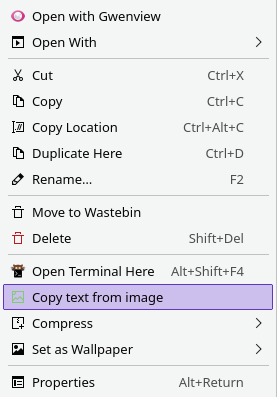 Open with Gwenview
Open With
Cut Ctrl+X
Copy Ctrl+C
Copy Location Ctrl+Alt+C
Duplicate Here Ctrl+D
Rename... F2
Move to Wastebin
Delete Shift+Del
Open Terminal Here Alt+Shift+F4
Copy text from image
Compress
Set as Wallpaper
Properties Alt+Return